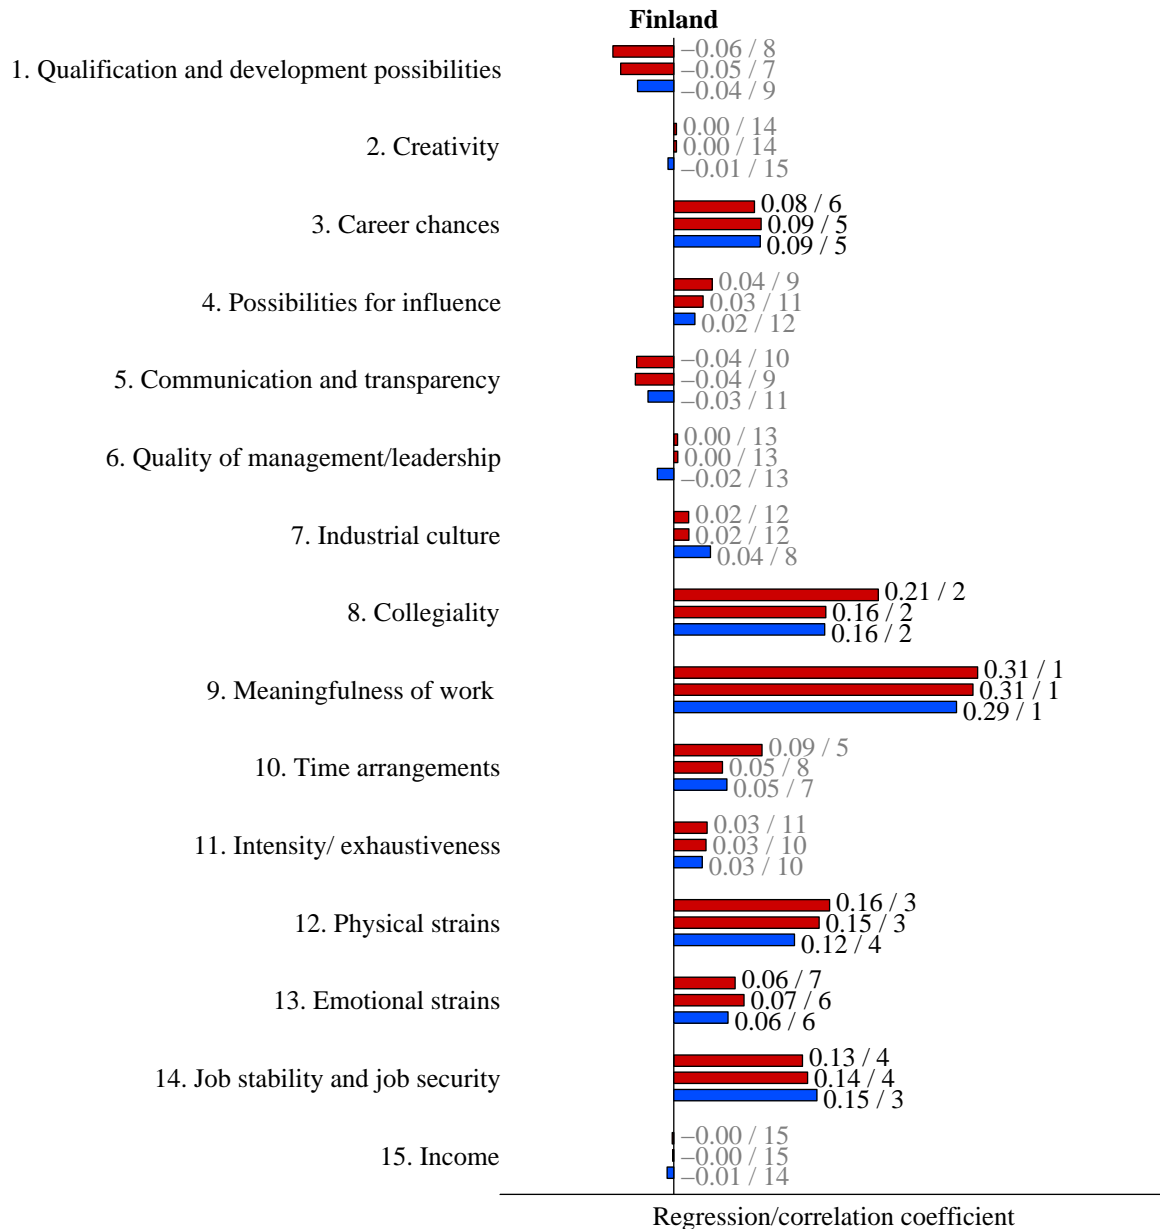 Finland
1. Qualification and development possibilities
–0.06 / 8
–0.05 / 7
–0.04 / 9
2. Creativity
0.00 / 14
0.00 / 14
–0.01 / 15
3. Career chances
0.08 / 6
0.09 / 5
0.09 / 5
4. Possibilities for influence
0.04 / 9
0.03 / 11
0.02 / 12
5. Communication and transparency
–0.04 / 10
–0.04 / 9
–0.03 / 11
6. Quality of management/leadership
0.00 / 13
0.00 / 13
–0.02 / 13
7. Industrial culture
0.02 / 12
0.02 / 12
0.04 / 8
8. Collegiality
0.21 / 2
0.16 / 2
0.16 / 2
9. Meaningfulness of work
0.31 / 1
0.31 / 1
0.29 / 1
10. Time arrangements
0.09 / 5
0.05 / 8
0.05 / 7
11. Intensity/ exhaustiveness
0.03 / 11
0.03 / 10
0.03 / 10
12. Physical strains
0.16 / 3
0.15 / 3
0.12 / 4
13. Emotional strains
0.06 / 7
0.07 / 6
0.06 / 6
14. Job stability and job security
0.13 / 4
0.14 / 4
0.15 / 3
15. Income
–0.00 / 15
–0.00 / 15
–0.01 / 14
Regression/correlation coefficient